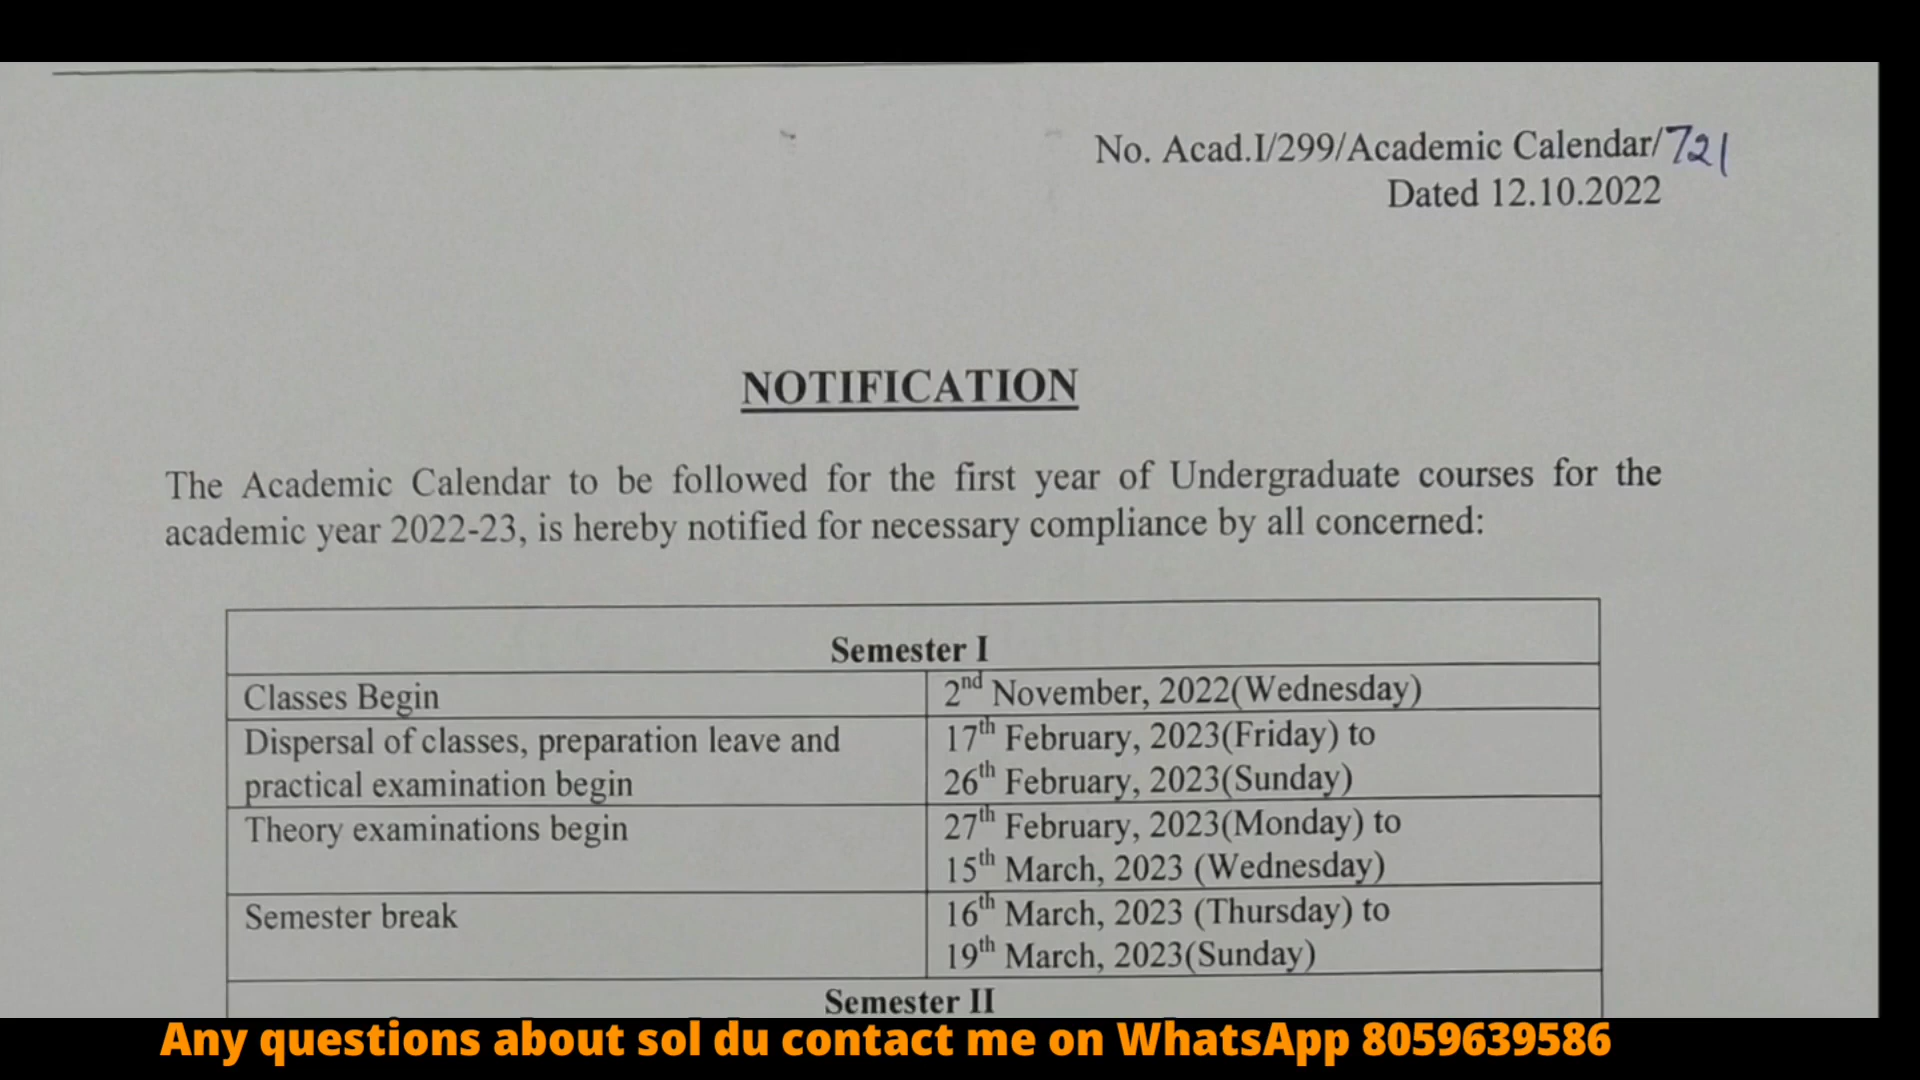 No. Acad.I/299/Academic Calendar/721
Dated 12.10.2022
NOTIFICATION
The Academic Calendar to be followed for the first year of Undergraduate courses for the
academic year 2022-23, is hereby notified for necessary compliance by all concerned:
Semester I
Classes Begin
2nd November, 2022(Wednesday)
Dispersal of classes, preparation leave and
practical examination begin
17th February, 2023(Friday) to
26th February, 2023(Sunday)
Theory examinations begin
27th February, 2023(Monday) to
15th March, 2023 (Wednesday)
Semester break
16th March, 2023 (Thursday) to
19th March, 2023(Sunday)
Semester II
Any questions about sol du contact me on WhatsApp 8059639586